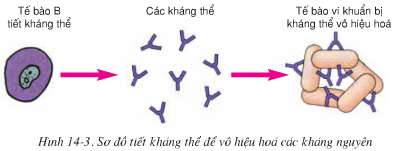 Tế bào B
tiết kháng thể
Các kháng thể
Tế bào vi khuẩn bị
kháng thể vô hiệu hoá
Hình 14-3. Sơ đồ tiết kháng thể để vô hiệu hoá các kháng nguyên